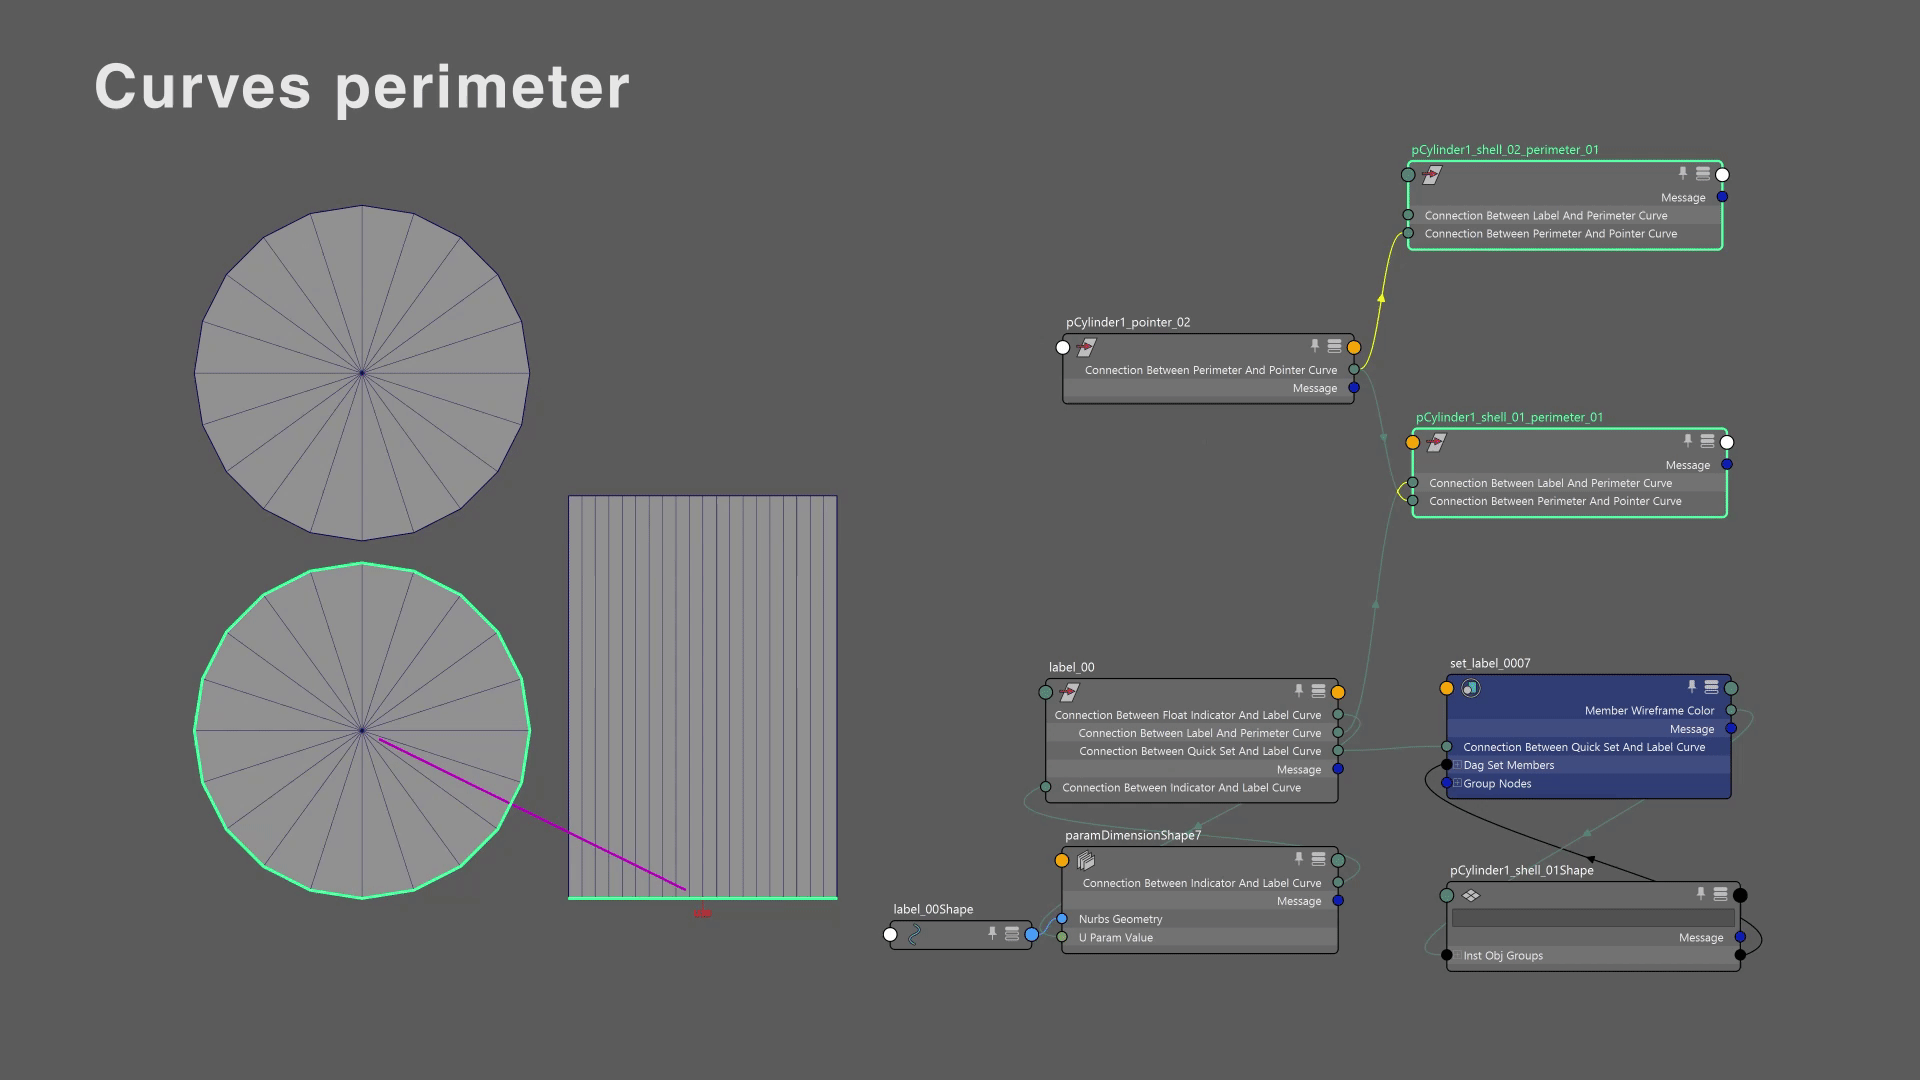 Curves perimeter
pCylinder1_shell_02_perimeter_01
Message
Connection Between Label And Perimeter Curve
Connection Between Perimeter And Pointer Curve
pCylinder1_pointer_02
Connection Between Perimeter And Pointer Curve
Message
pCylinder1_shell_01_perimeter_01
Message
Connection Between Label And Perimeter Curve
Connection Between Perimeter And Pointer Curve
label_00
Connection Between Float Indicator And Label Curve
Connection Between Label And Perimeter Curve
Connection Between Quick Set And Label Curve
Message
Connection Between Indicator And Label Curve
set_label_0007
Member Wireframe Color
Message
Connection Between Quick Set And Label Curve
Dag Set Members
Group Nodes
paramDimensionShape7
Connection Between Indicator And Label Curve
Message
Nurbs Geometry
U Param Value
label_00Shape
pCylinder1_shell_01Shape
Message
Inst Obj Groups